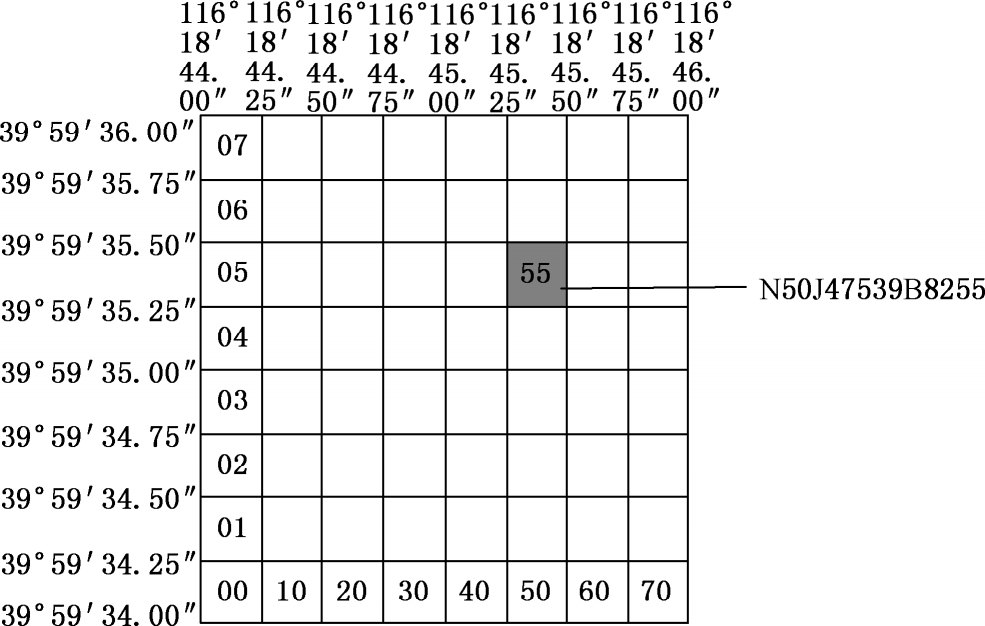 116° 116° 116° 116° 116° 116° 116° 116° 116°
18′ 18′ 18′ 18′ 18′ 18′ 18′ 18′ 18′
44. 44. 44. 44. 45. 45. 45. 45. 46.
00″ 25″ 50″ 75″ 00″ 25″ 50″ 75″ 00″
39°59′36.00″
07
39°59′35.75″
06
39°59′35.50″
05 55
N50J47539B8255
39°59′35.25″
04
39°59′35.00″
03
39°59′34.75″
02
39°59′34.50″
01
39°59′34.25″
00 10 20 30 40 50 60 70
39°59′34.00″